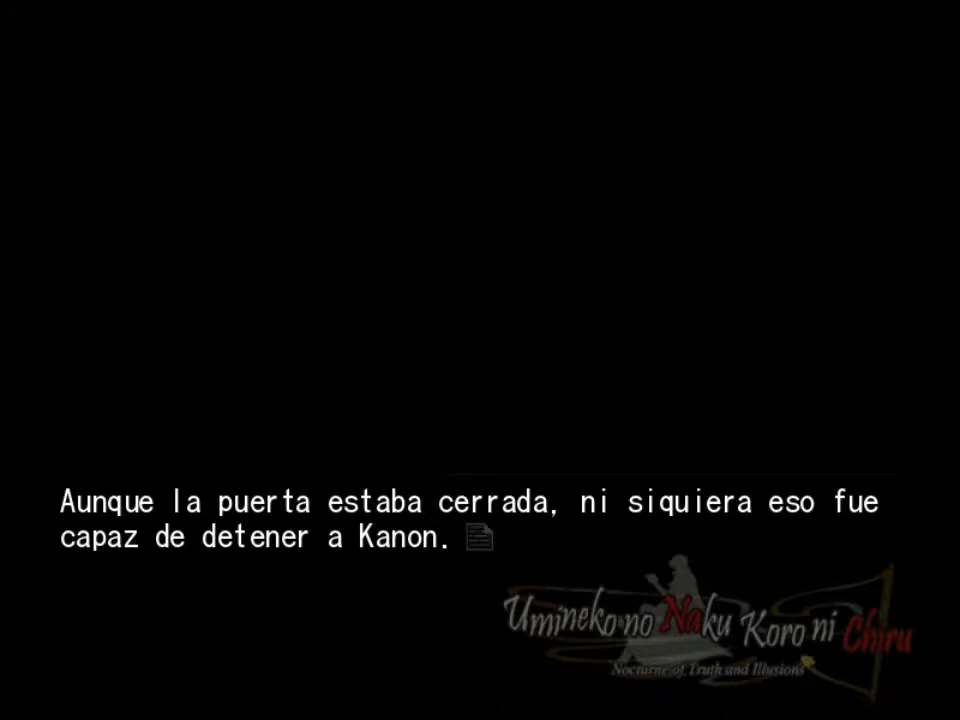 Aunque la puerta estaba cerrada, ni siquiera eso fue
capaz de detener a Kanon.
Umineko no Naku Koro ni Chiru
Nocturne of Truth and Illusions